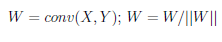 W = conv(X, Y); W = W/||W||